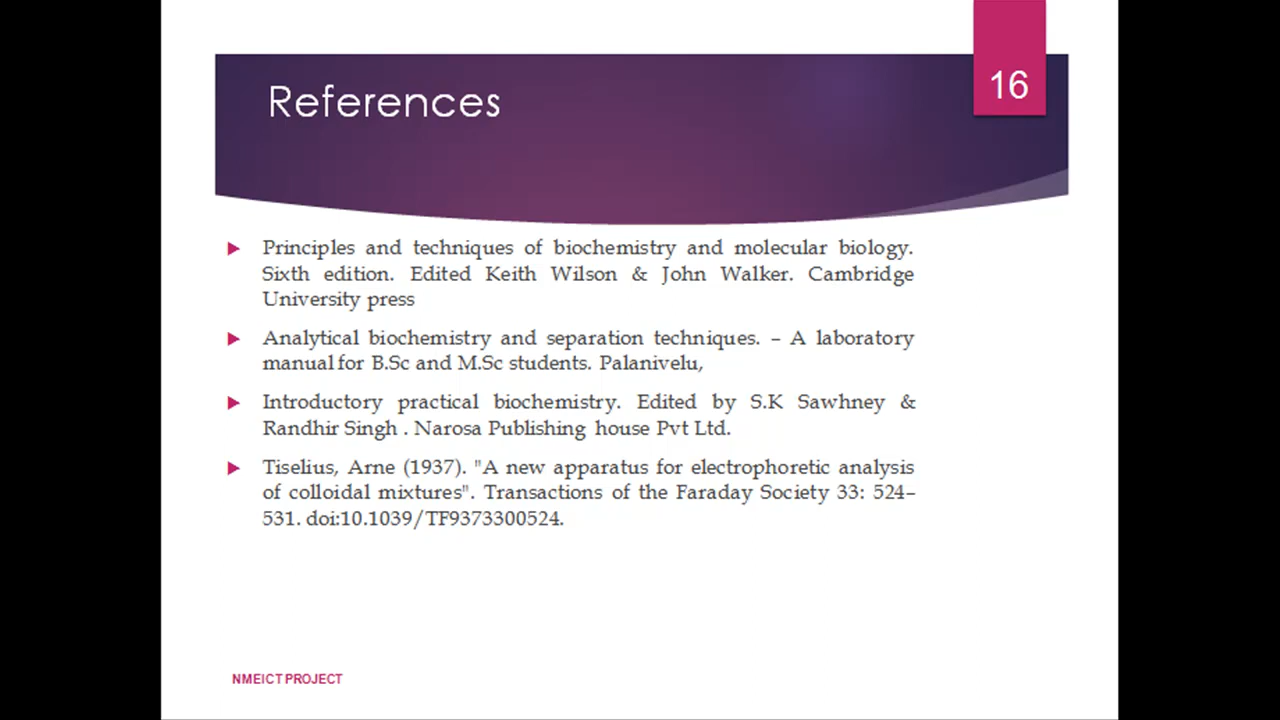 16
References
Principles and techniques of biochemistry and molecular biology.
Sixth edition. Edited Keith Wilson & John Walker. Cambridge
University press
Analytical biochemistry and separation techniques. – A laboratory
manual for B.Sc and M.Sc students. Palanivelu,
Introductory practical biochemistry. Edited by S.K Sawhney &
Randhir Singh . Narosa Publishing house Pvt Ltd.
Tiselius, Arne (1937). "A new apparatus for electrophoretic analysis
of colloidal mixtures". Transactions of the Faraday Society 33: 524–
531. doi:10.1039/TF9373300524.
NMEICT PROJECT